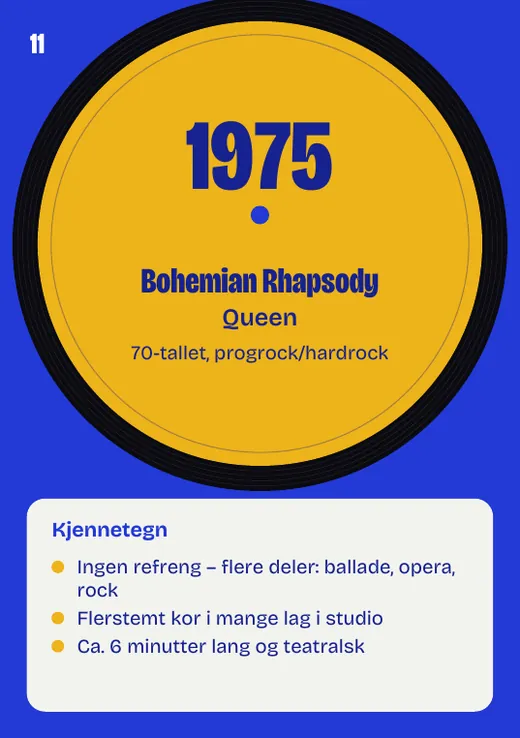 11
1975
Bohemian Rhapsody
Queen
70-tallet, progrock/hardrock
Kjennetegn
Ingen refreng – flere deler: ballade, opera,
rock
Flerstemt kor i mange lag i studio
Ca. 6 minutter lang og teatralsk